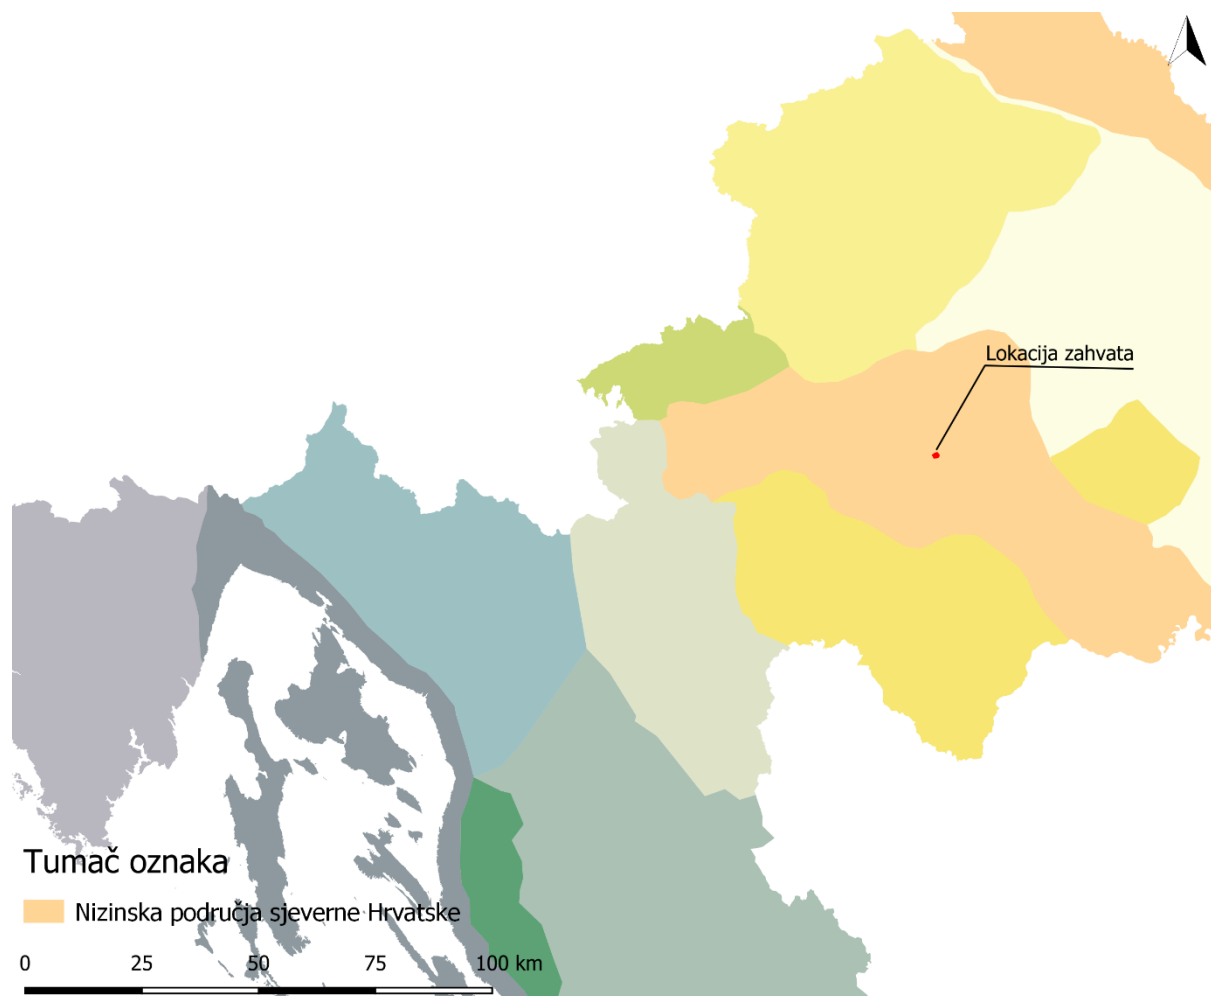 Lokacija zahvata
Tumač oznaka
Nizinska područja sjeverne Hrvatske
0 25 50 75 100 km